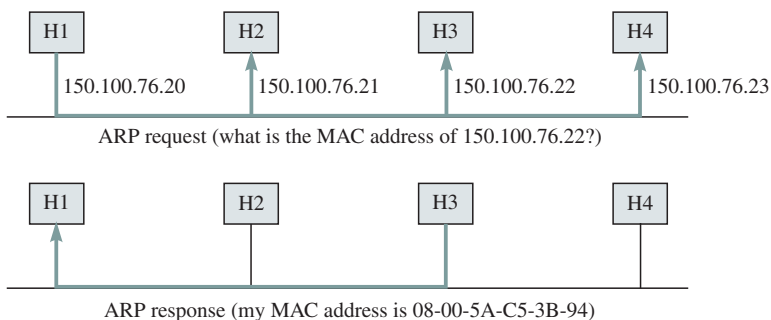 H1 H2 H3 H4
150.100.76.20 150.100.76.21 150.100.76.22 150.100.76.23
ARP request (what is the MAC address of 150.100.76.22?)
H1 H2 H3 H4
ARP response (my MAC address is 08-00-5A-C5-3B-94)